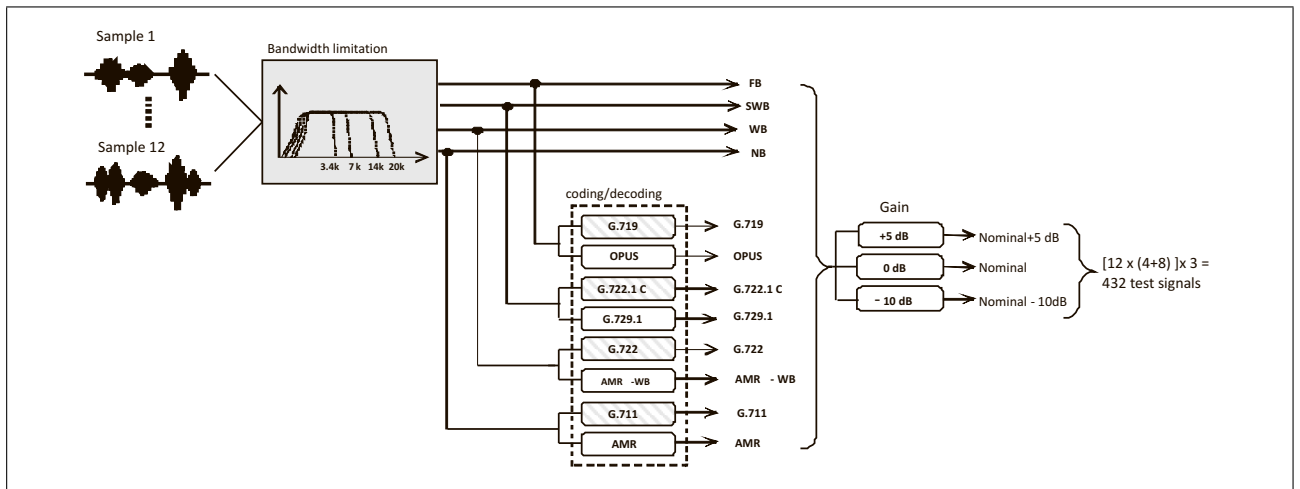 Sample 1
Sample 12
Bandwidth limitation
3.4k 7 k 14k 20k
FB
SWB
WB
NB
coding/decoding
G.719
OPUS
G.722.1 C
G.729.1
G.722
AMR -WB
G.711
AMR
G.719
OPUS
G.722.1 C
G.729.1
G.722
AMR - WB
G.711
AMR
Gain
+5 dB
0 dB
− 10 dB
Nominal+5 dB
Nominal
Nominal - 10dB
[12 x (4+8) ]x 3 =
432 test signals